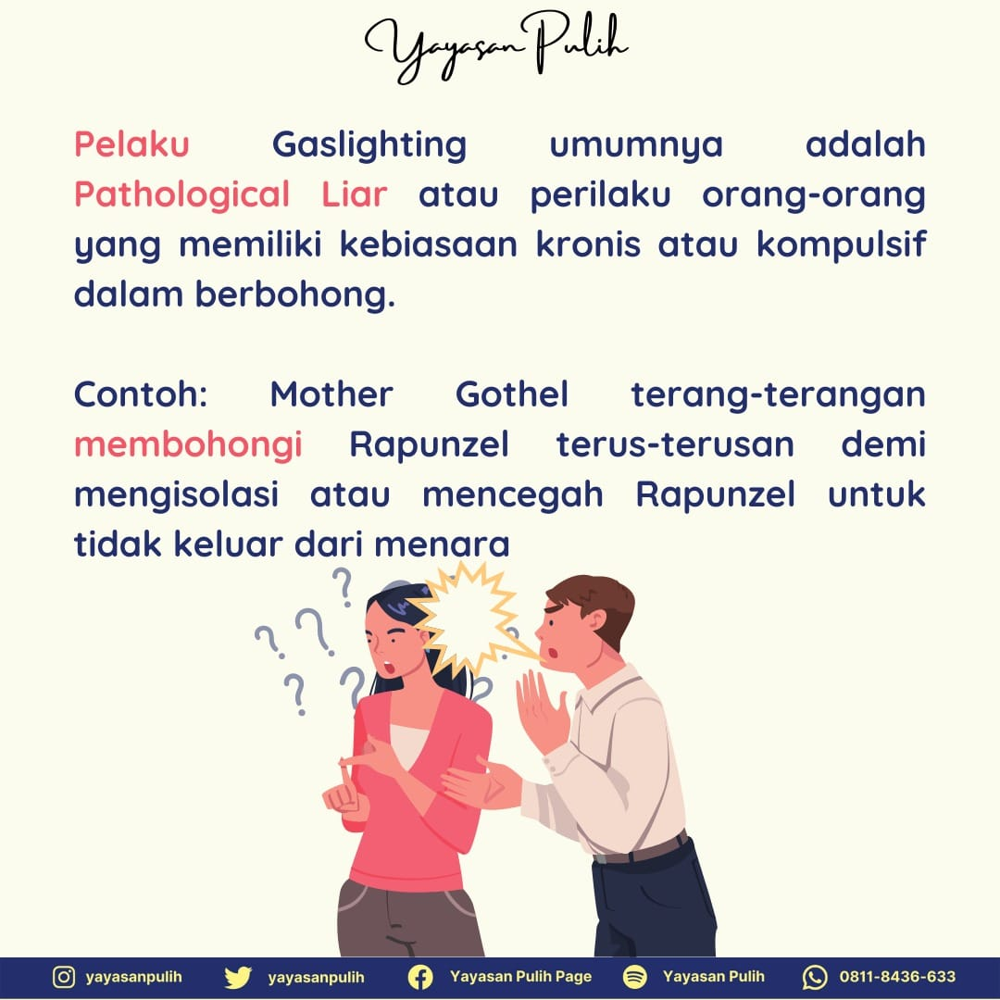 Yayasan Pulih
Pelaku Gaslighting umumnya adalah
Pathological Liar atau perilaku orang-orang
yang memiliki kebiasaan kronis atau kompulsif
dalam berbohong.
Contoh: Mother Gothel terang-terangan
membohongi Rapunzel terus-terusan demi
mengisolasi atau mencegah Rapunzel untuk
tidak keluar dari menara
? ? ? ? ? ? ?
yayasanpulih yayasanpulih Yayasan Pulih Page Yayasan Pulih 0811-8436-633